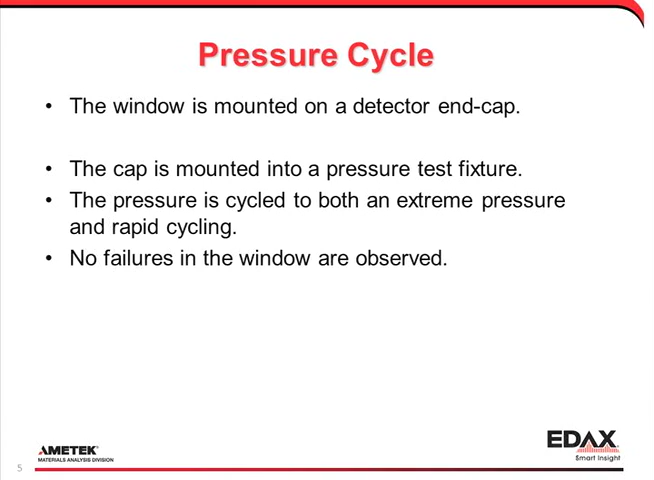 Pressure Cycle
• The window is mounted on a detector end-cap.
• The cap is mounted into a pressure test fixture.
• The pressure is cycled to both an extreme pressure
and rapid cycling.
• No failures in the window are observed.
AMETEK
MATERIALS ANALYSIS DIVISION
EDAX
Smart Insight
5